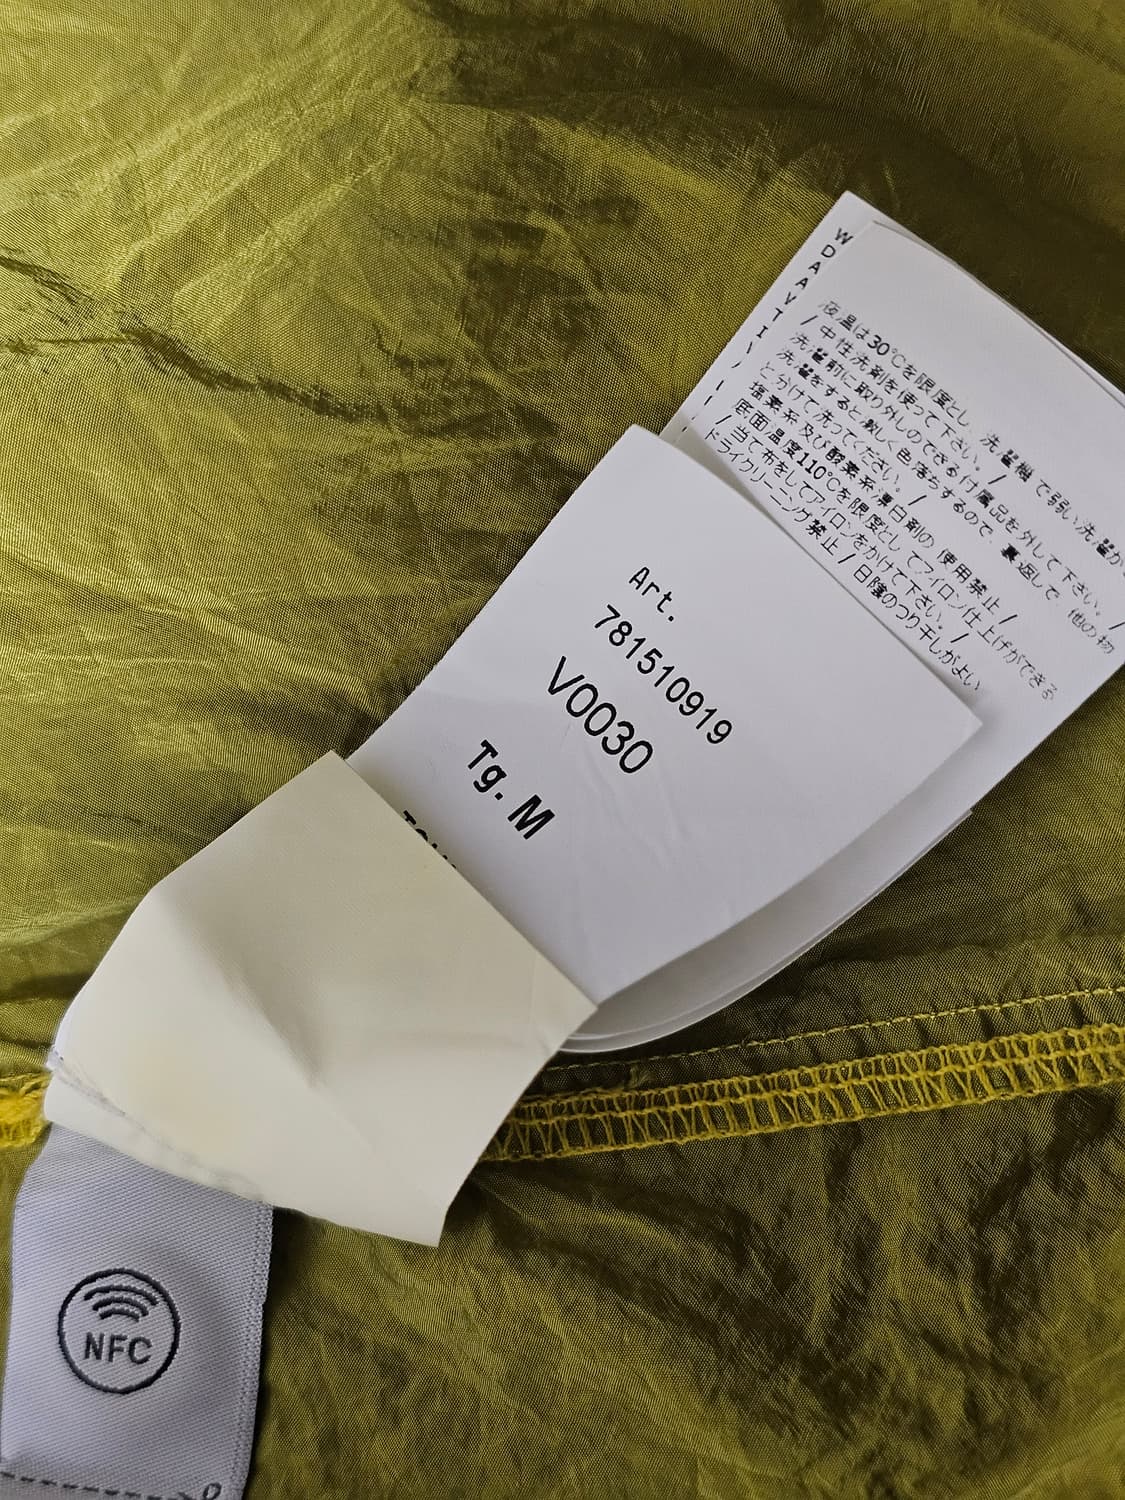 W
D
A
A
V
T
I
液温は30℃を限度とし、洗濯機で弱い洗濯が
/ 中性洗剤を使って下さい。 /
洗濯前に取り外しのできる付属品を外して下さい。 /
洗濯をすると激しく色落ちするので、裏返して、他の物
と分けて洗ってください。 /
塩素系及び酸素系漂白剤の使用禁止 /
底面温度110℃を限度としてアイロン仕上げができる
/ 当て布をしてアイロンをかけて下さい。 /
ドライクリーニング禁止 / 日陰のつり干しがよい
Art.
781510919
V0030
Tg. M
NFC